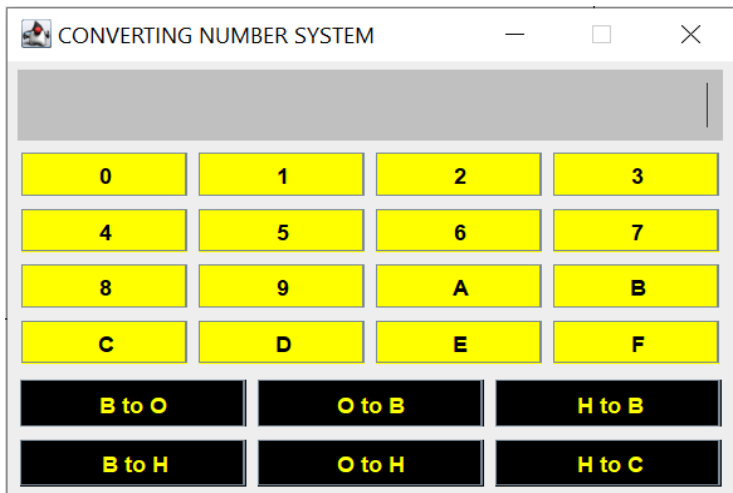 CONVERTING NUMBER SYSTEM
0 1 2 3
4 5 6 7
8 9 A B
C D E F
B to O O to B H to B
B to H O to H H to C